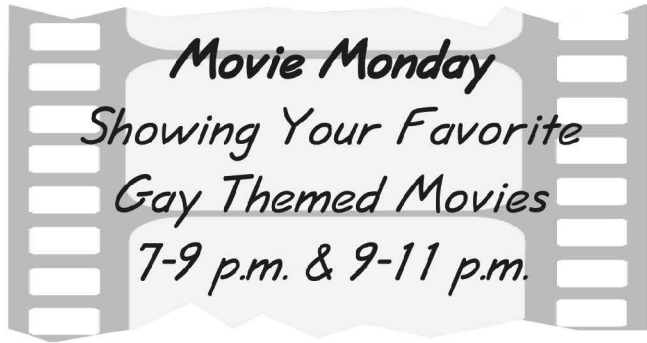 Movie Monday
Showing Your Favorite
Gay Themed Movies
7-9 p.m. & 9-11 p.m.